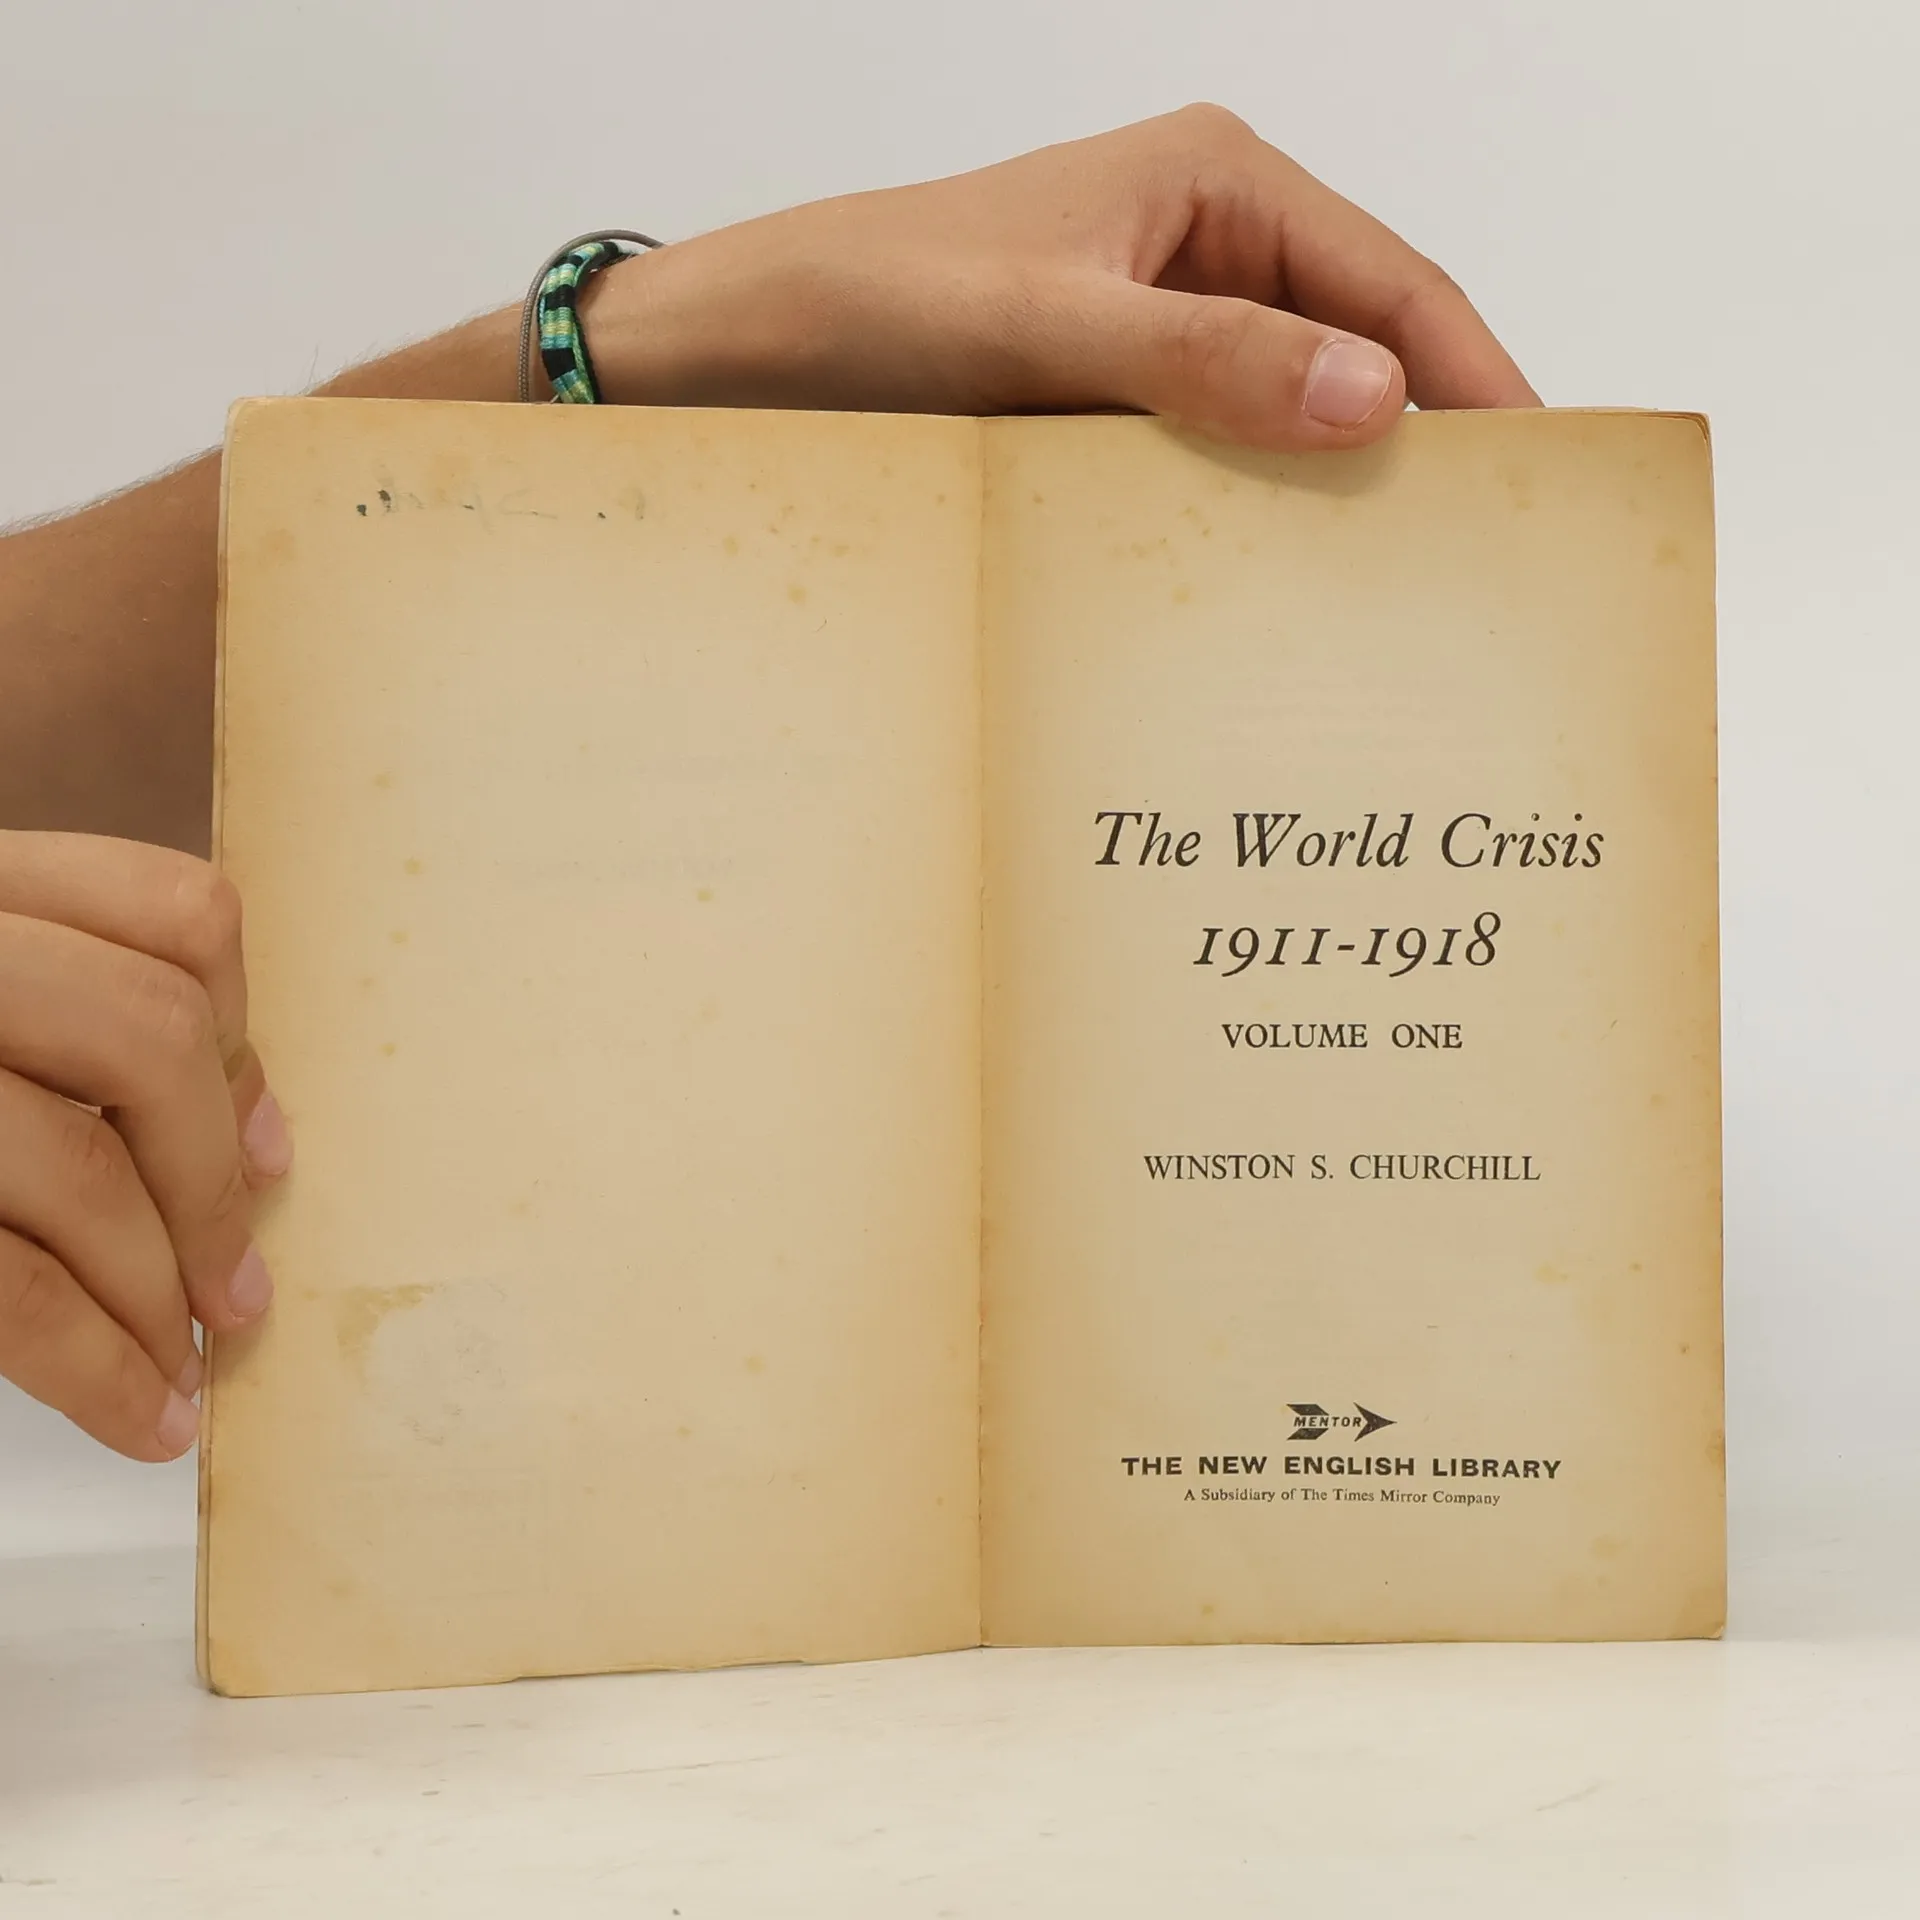 The World Crisis
1911-1918
VOLUME ONE
WINSTON S. CHURCHILL
MENTOR
THE NEW ENGLISH LIBRARY
A Subsidiary of The Times Mirror Company